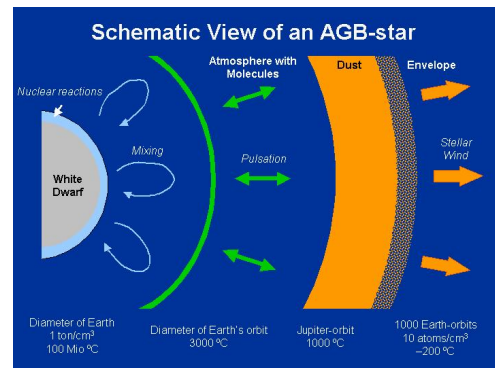 Schematic View of an AGB-star
Atmosphere with
Molecules
Dust
Envelope
Nuclear reactions
Mixing
Pulsation
Stellar
Wind
White
Dwarf
Diameter of Earth
1 ton/cm³
100 Mio ºC
Diameter of Earth's orbit
3000 ºC
Jupiter-orbit
1000 ºC
1000 Earth-orbits
10 atoms/cm³
–200 ºC